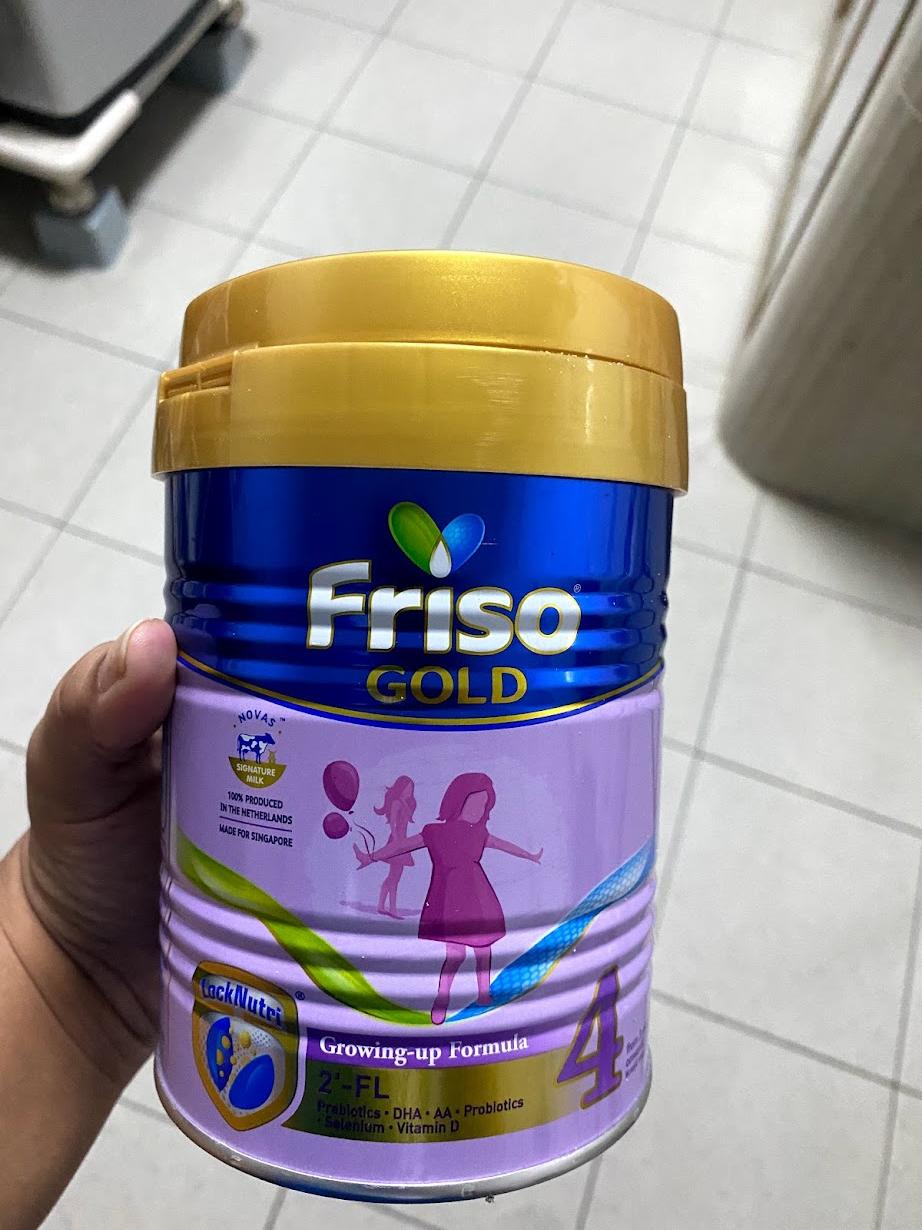 Friso®
GOLD
NOVAS™
SIGNATURE
MILK
100% PRODUCED
IN THE NETHERLANDS
MADE FOR SINGAPORE
LockNutri®
Growing-up Formula
4
2'-FL
Prebiotics • DHA • AA • Probiotics
• Selenium • Vitamin D